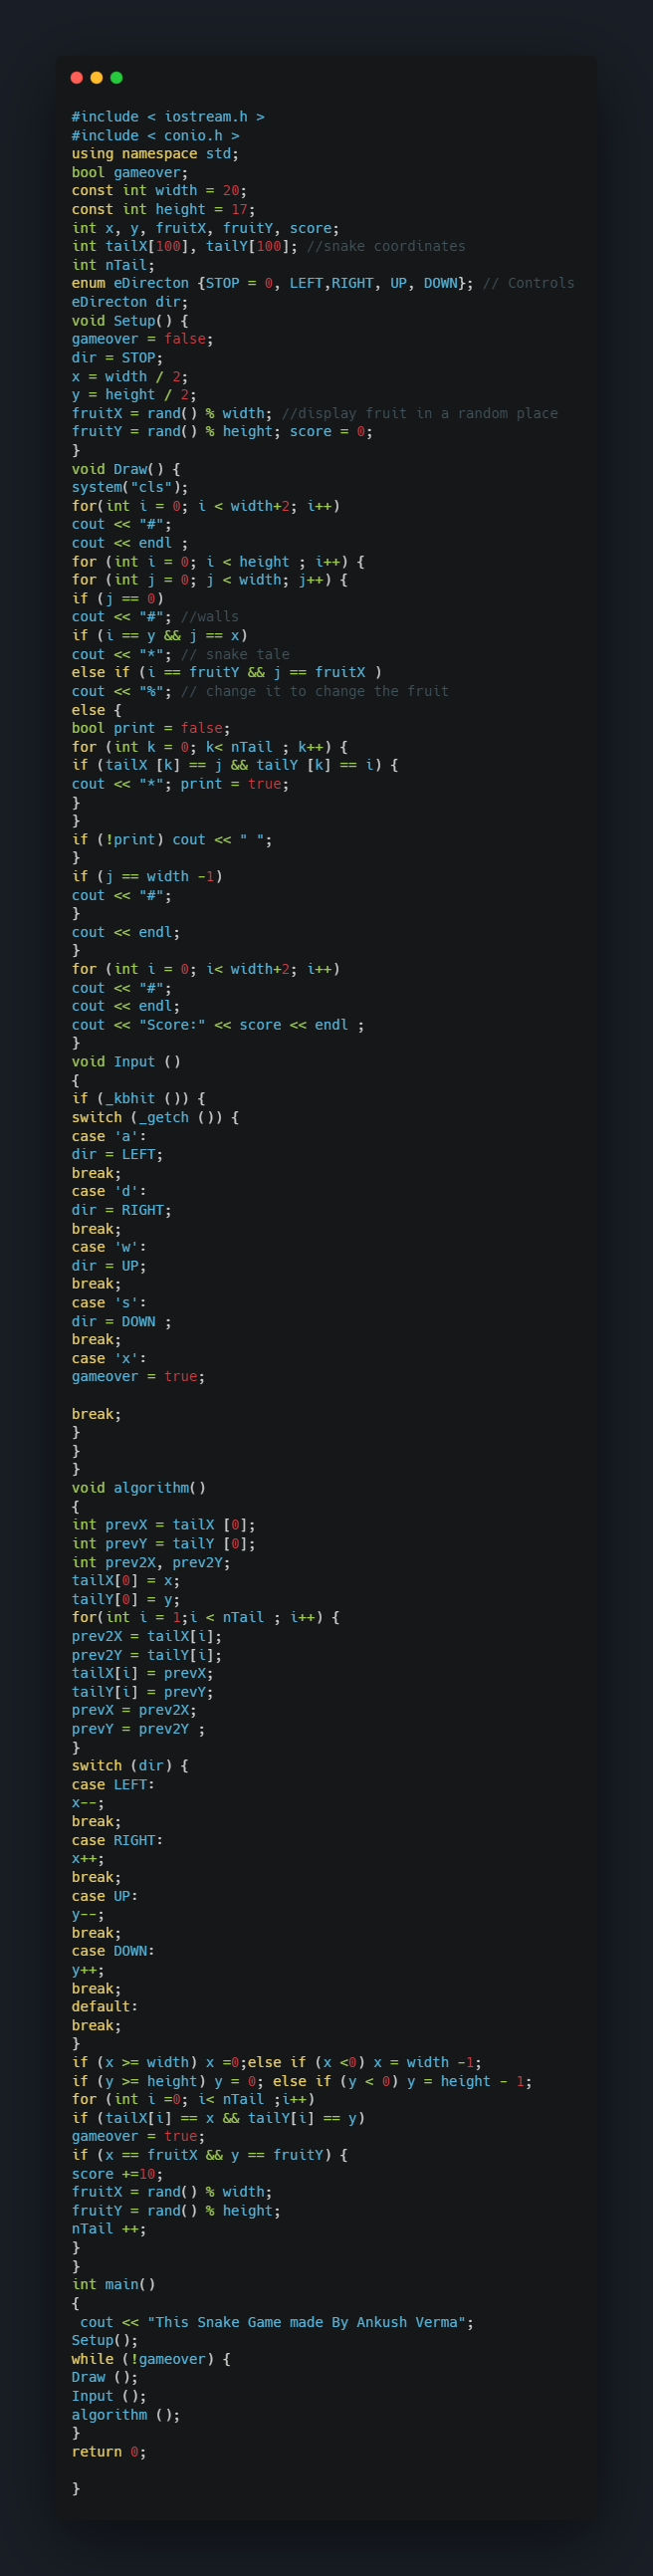 #include < iostream.h >
#include < conio.h >
using namespace std;
bool gameover;
const int width = 20;
const int height = 17;
int x, y, fruitX, fruitY, score;
int tailX[100], tailY[100]; //snake coordinates
int nTail;
enum eDirecton {STOP = 0, LEFT,RIGHT, UP, DOWN}; // Controls
eDirecton dir;
void Setup() {
gameover = false;
dir = STOP;
x = width / 2;
y = height / 2;
fruitX = rand() % width; //display fruit in a random place
fruitY = rand() % height; score = 0;
}
void Draw() {
system("cls");
for(int i = 0; i < width+2; i++)
cout << "#";
cout << endl ;
for (int i = 0; i < height ; i++) {
for (int j = 0; j < width; j++) {
if (j == 0)
cout << "#"; //walls
if (i == y && j == x)
cout << "*"; // snake tale
else if (i == fruitY && j == fruitX )
cout << "%"; // change it to change the fruit
else {
bool print = false;
for (int k = 0; k< nTail ; k++) {
if (tailX [k] == j && tailY [k] == i) {
cout << "*"; print = true;
}
}
if (!print) cout << " ";
}
if (j == width -1)
cout << "#";
}
cout << endl;
}
for (int i = 0; i< width+2; i++)
cout << "#";
cout << endl;
cout << "Score:" << score << endl ;
}
void Input ()
{
if (_kbhit ()) {
switch (_getch ()) {
case 'a':
dir = LEFT;
break;
case 'd':
dir = RIGHT;
break;
case 'w':
dir = UP;
break;
case 's':
dir = DOWN ;
break;
case 'x':
gameover = true;

break;
}
}
}
void algorithm()
{
int prevX = tailX [0];
int prevY = tailY [0];
int prev2X, prev2Y;
tailX[0] = x;
tailY[0] = y;
for(int i = 1;i < nTail ; i++) {
prev2X = tailX[i];
prev2Y = tailY[i];
tailX[i] = prevX;
tailY[i] = prevY;
prevX = prev2X;
prevY = prev2Y ;
}
switch (dir) {
case LEFT:
x--;
break;
case RIGHT:
x++;
break;
case UP:
y--;
break;
case DOWN:
y++;
break;
default:
break;
}
if (x >= width) x =0;else if (x <0) x = width -1;
if (y >= height) y = 0; else if (y < 0) y = height - 1;
for (int i =0; i< nTail ;i++)
if (tailX[i] == x && tailY[i] == y)
gameover = true;
if (x == fruitX && y == fruitY) {
score +=10;
fruitX = rand() % width;
fruitY = rand() % height;
nTail ++;
}
}
int main()
{
 cout << "This Snake Game made By Ankush Verma";
Setup();
while (!gameover) {
Draw ();
Input ();
algorithm ();
}
return 0;

}